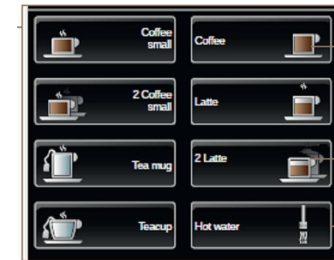 Coffee
small
Coffee
2 Coffee
small
Latte
Tea mug
2 Latte
Teacup
Hot water